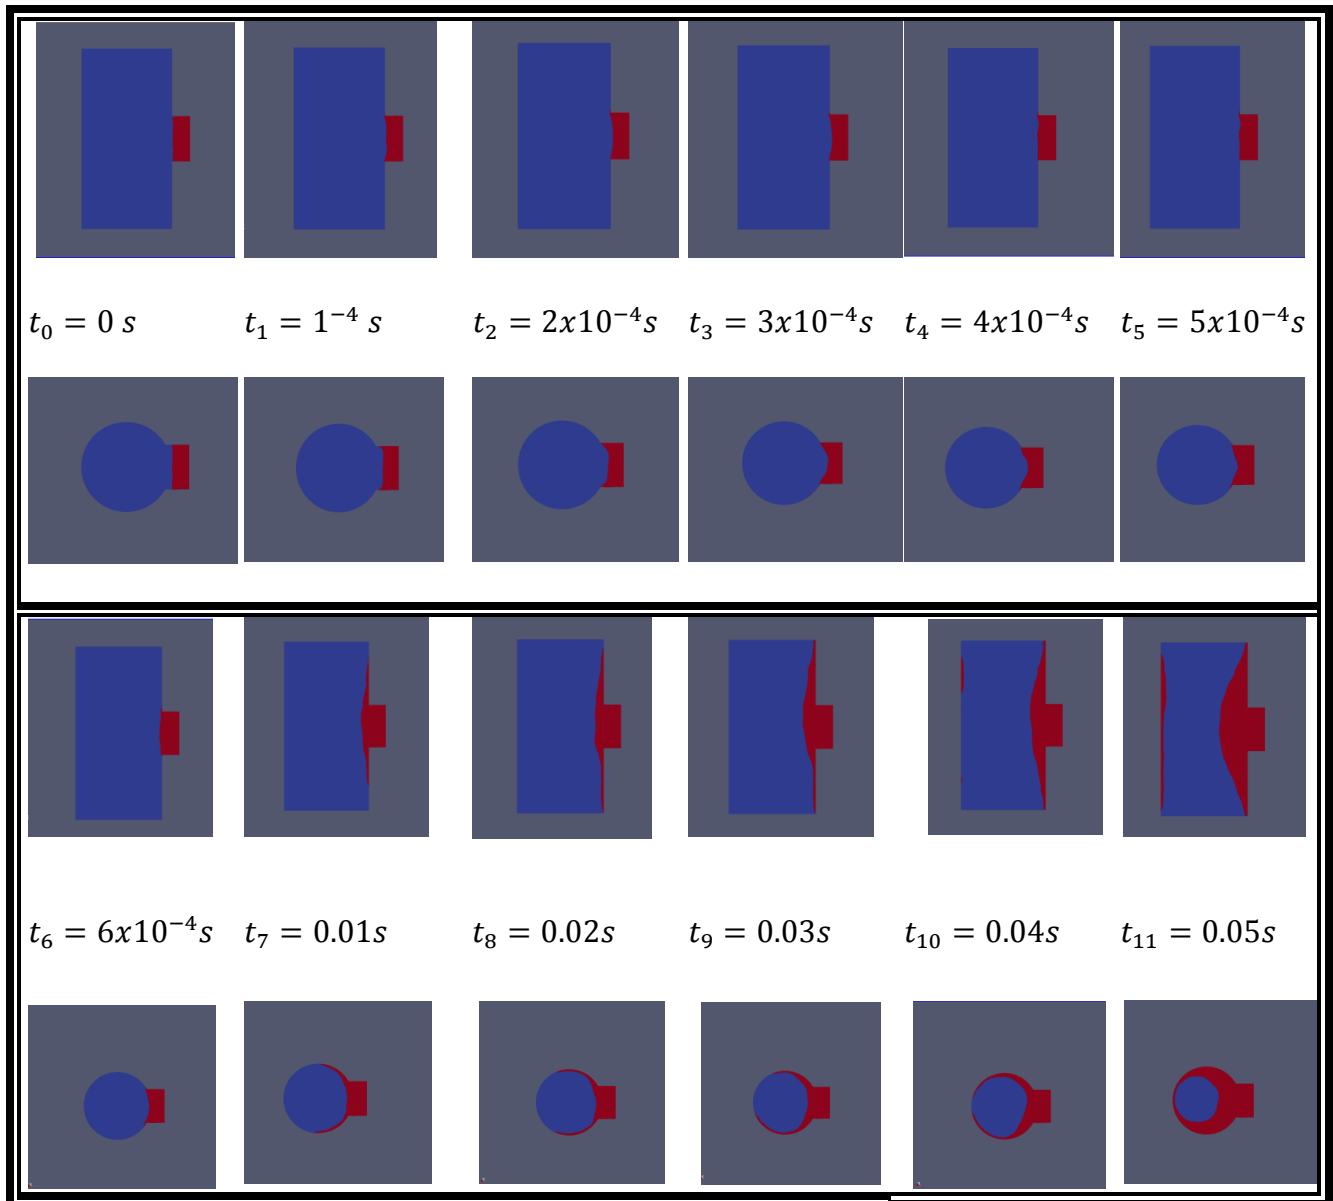 t₀ = 0 s t₁ = 1⁻⁴ s t₂ = 2x10⁻⁴s t₃ = 3x10⁻⁴s t₄ = 4x10⁻⁴s t₅ = 5x10⁻⁴s
t₆ = 6x10⁻⁴s t₇ = 0.01s t₈ = 0.02s t₉ = 0.03s t₁₀ = 0.04s t₁₁ = 0.05s